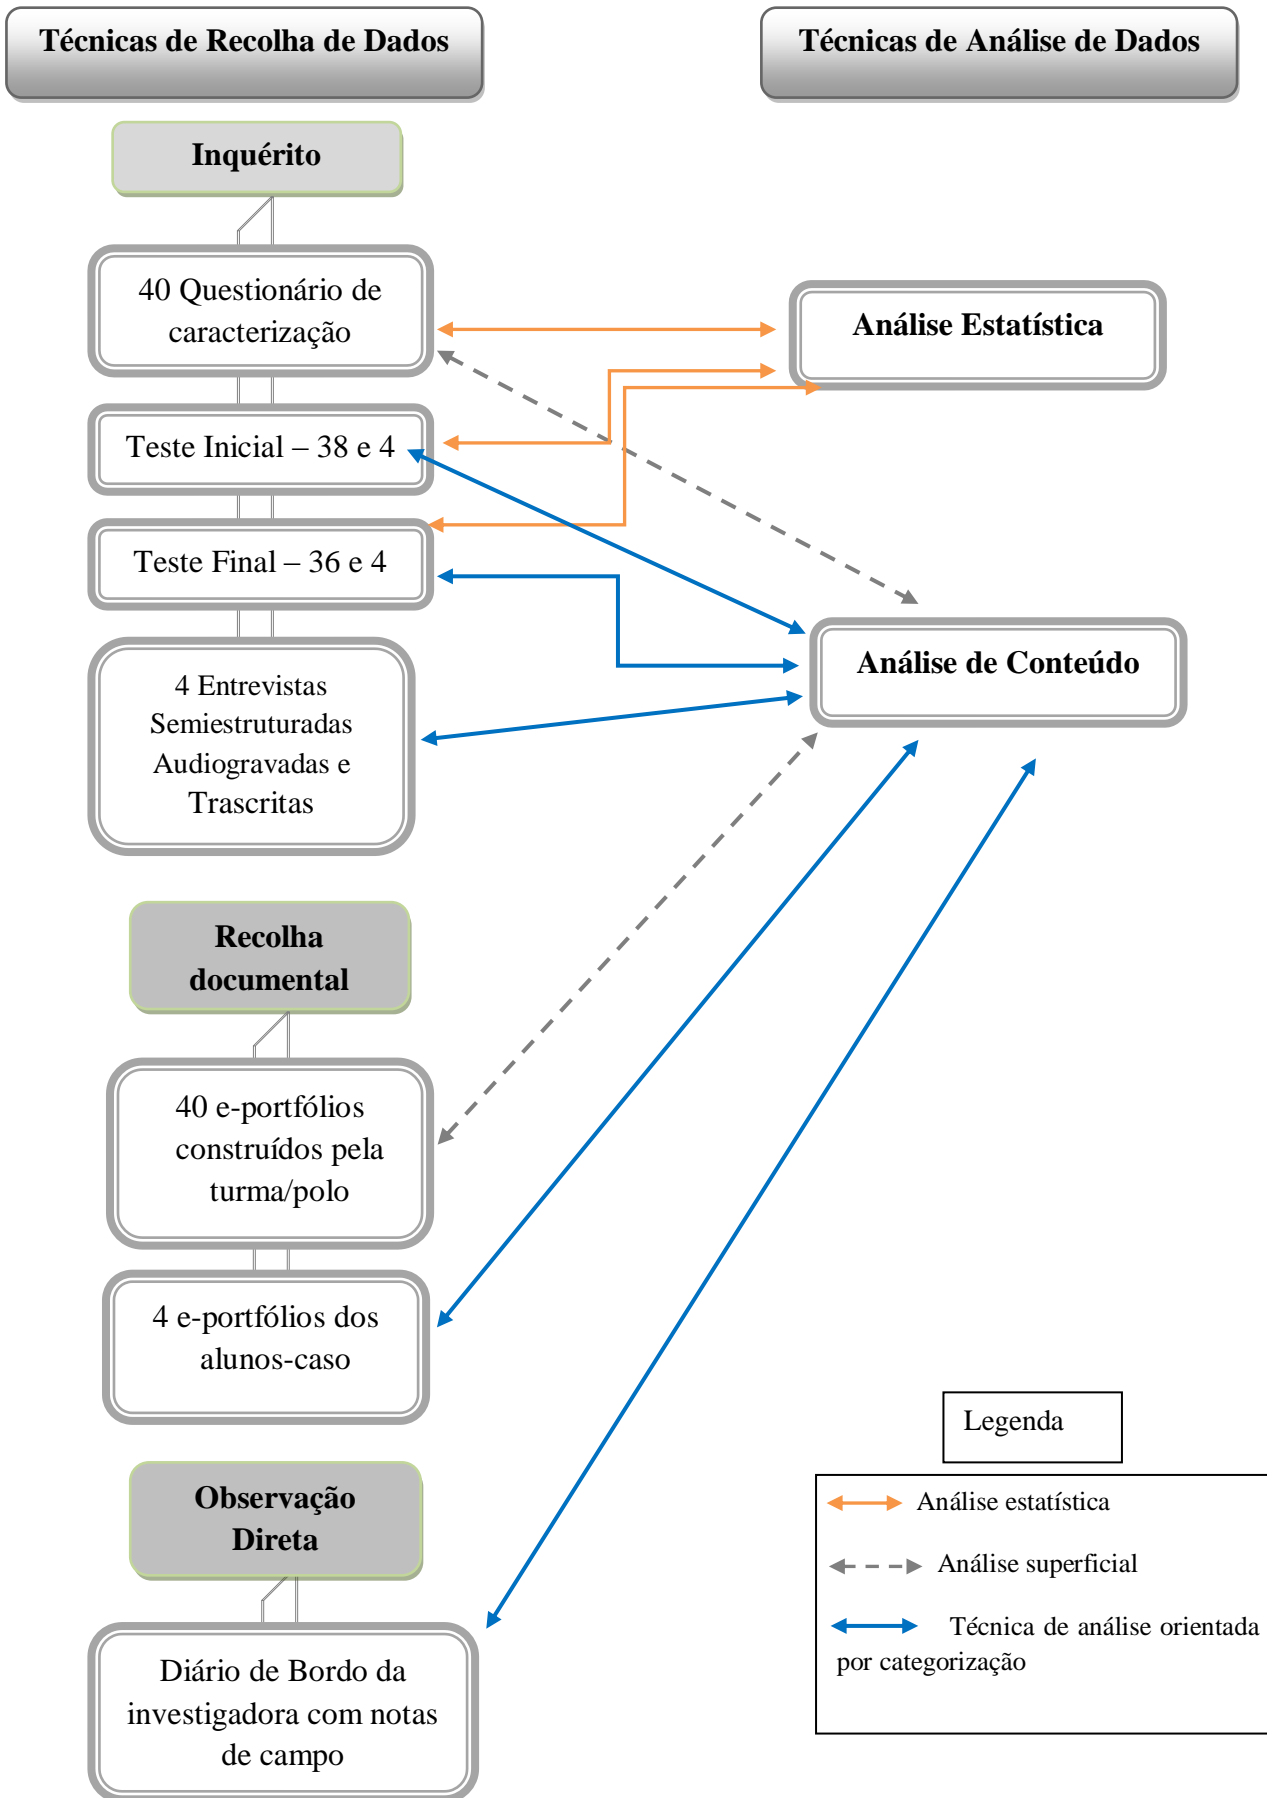 Técnicas de Recolha de Dados
Técnicas de Análise de Dados
Inquérito
40 Questionário de
caracterização
Análise Estatística
Teste Inicial – 38 e 4
Teste Final – 36 e 4
4 Entrevistas
Semiestruturadas
Audiogravadas e
Trascritas
Análise de Conteúdo
Recolha
documental
40 e-portfólios
construídos pela
turma/polo
4 e-portfólios dos
alunos-caso
Observação
Direta
Diário de Bordo da
investigadora com notas
de campo
Legenda
Análise estatística
Análise superficial
Técnica de análise orientada
por categorização